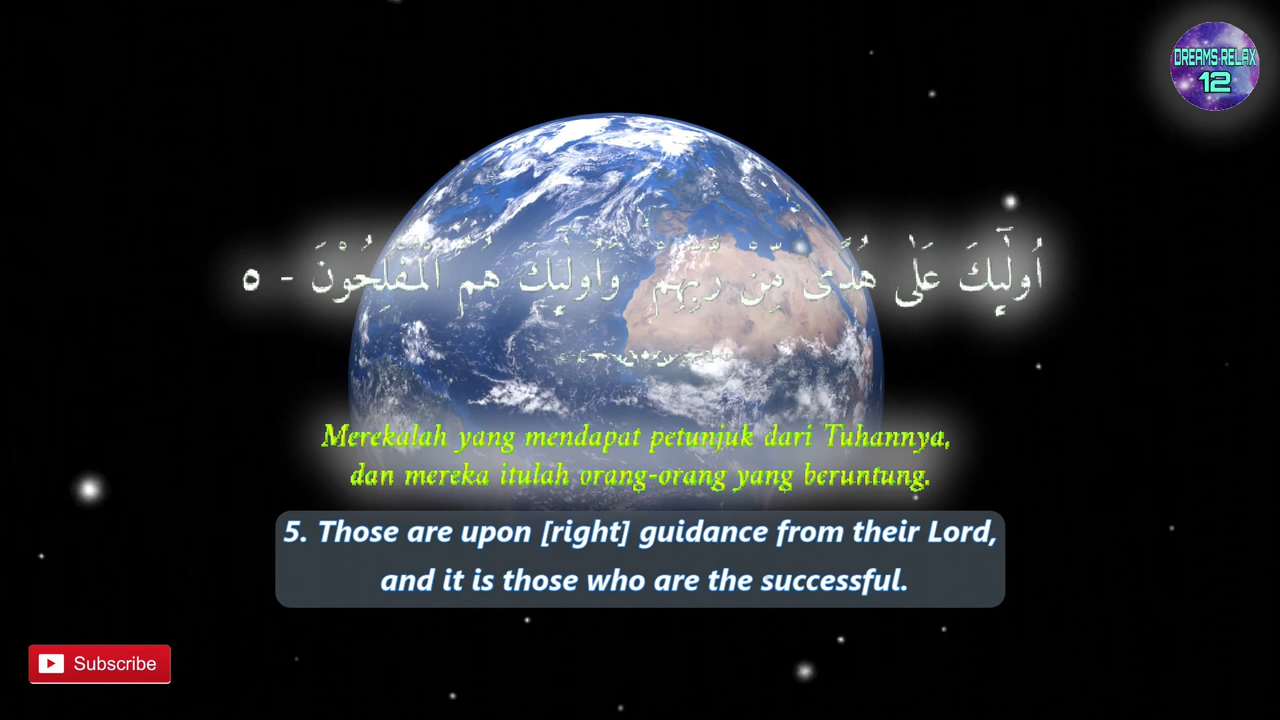 DREAMS RELAX
12
اُولٰۤىِٕكَ عَلٰى هُدًى مِّنْ رَّبِّهِمْ ۙ وَاُولٰۤىِٕكَ هُمُ الْمُفْلِحُوْنَ - ٥
Merekalah yang mendapat petunjuk dari Tuhannya,
dan mereka itulah orang-orang yang beruntung.
5. Those are upon [right] guidance from their Lord,
and it is those who are the successful.
Subscribe